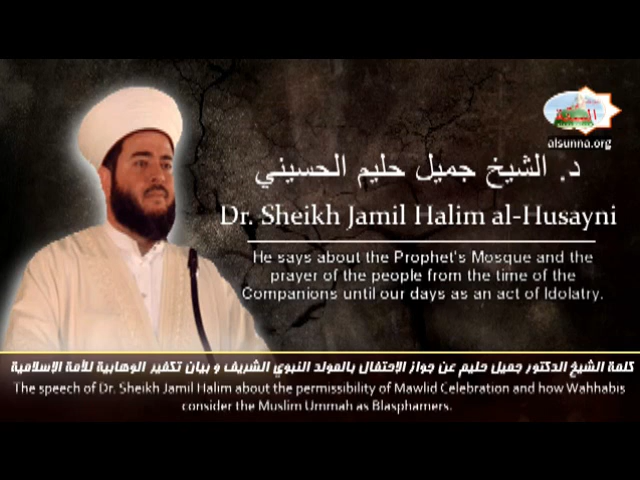 السنة
alsunna.org
د. الشيخ جميل حليم الحسيني
Dr. Sheikh Jamil Halim al-Husayni
He says about the Prophet's Mosque and the
prayer of the people from the time of the
Companions until our days as an act of Idolatry.
كلمة الشيخ الدكتور جميل حليم عن جواز الإحتفال بالمولد النبوي الشريف و بيان تكفير الوهابية للأمة الإسلامية
The speech of Dr. Sheikh Jamil Halim about the permissibility of Mawlid Celebration and how Wahhabis
consider the Muslim Ummah as Blasphamers.